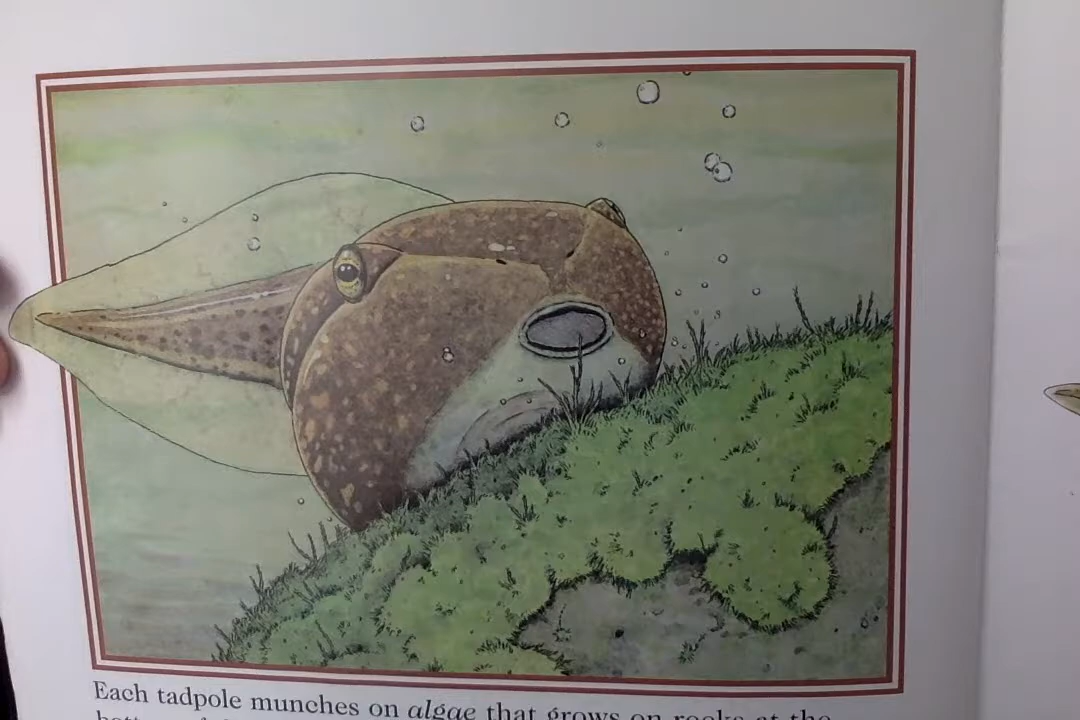 Each tadpole munches on algae that grows on rocks at the